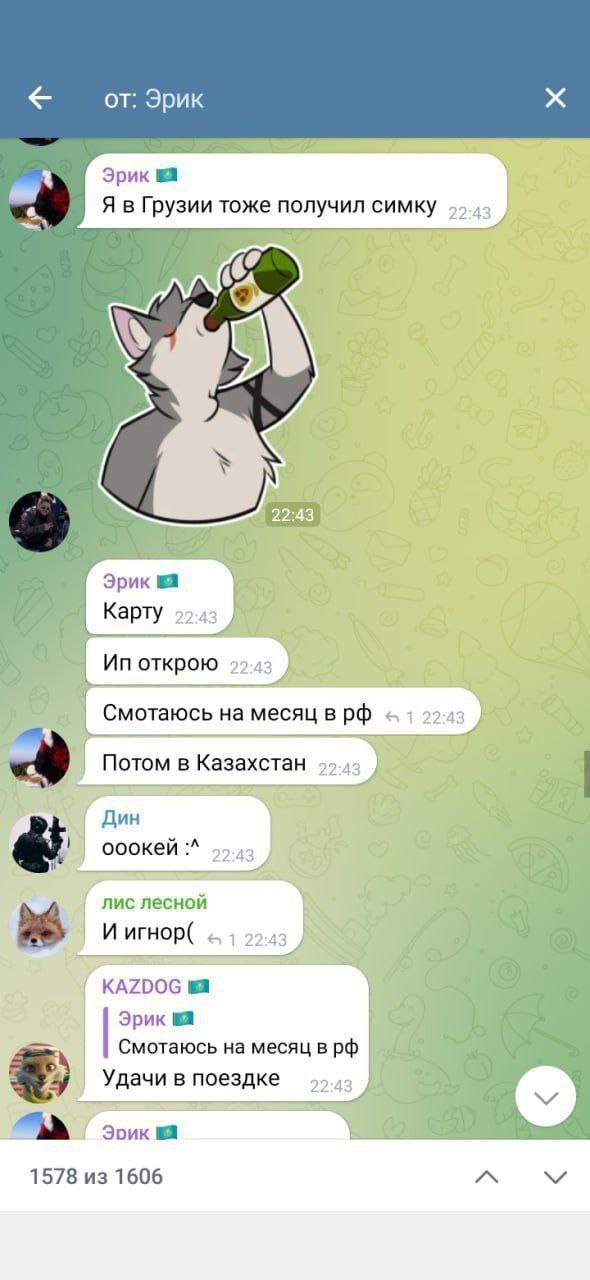 от: Эрик
Эрик 🇰🇿
Я в Грузии тоже получил симку 22:43
22:43
Эрик 🇰🇿
Карту 22:43
Ип открою 22:43
Смотаюсь на месяц в рф 1 22:43
Потом в Казахстан 22:43
Дин
ооокей :^ 22:43
лис лесной
И игнор( 1 22:43
KAZDOG 🇰🇿
Эрик 🇰🇿
Смотаюсь на месяц в рф
Удачи в поездке 22:43
Эрик 🇰🇿
1578 из 1606